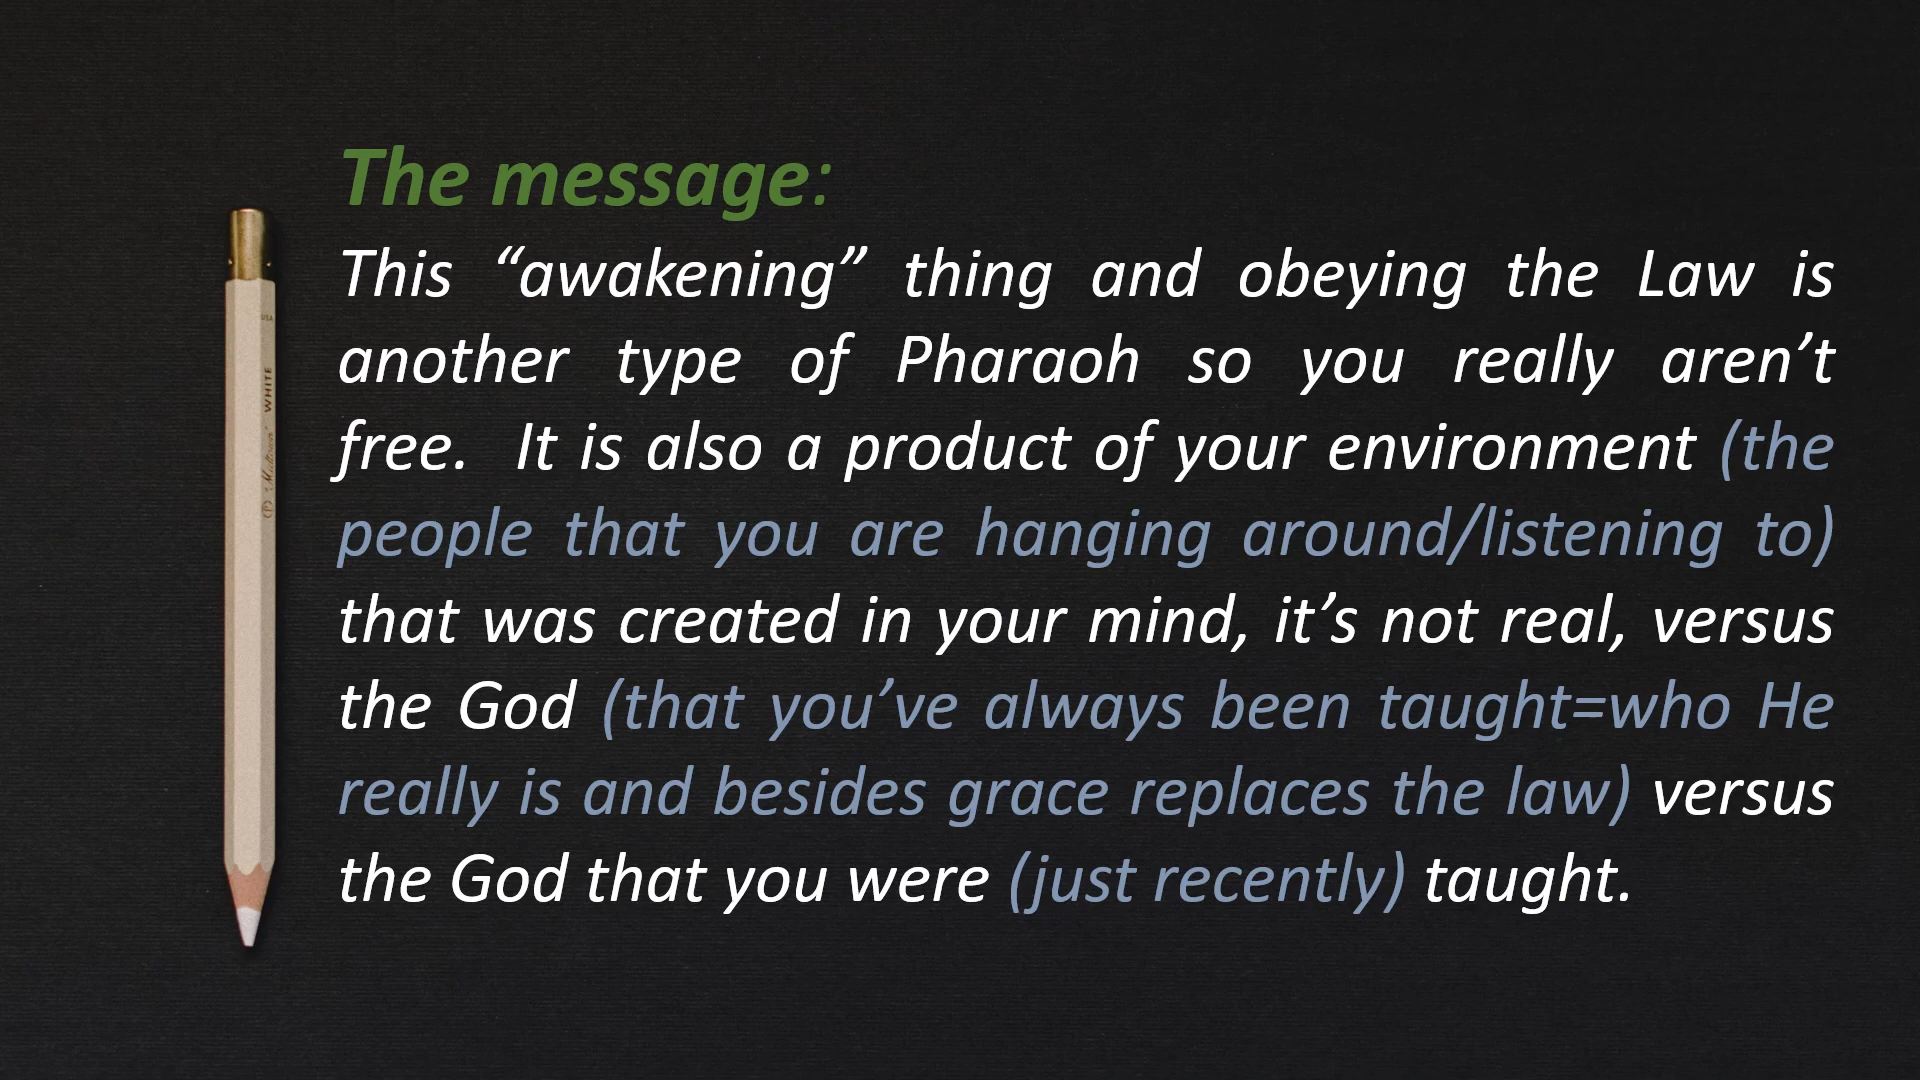 The message:
This “awakening” thing and obeying the Law is
another type of Pharaoh so you really aren’t
free. It is also a product of your environment (the
people that you are hanging around/listening to)
that was created in your mind, it’s not real, versus
the God (that you’ve always been taught=who He
really is and besides grace replaces the law) versus
the God that you were (just recently) taught.
USA
WHITE